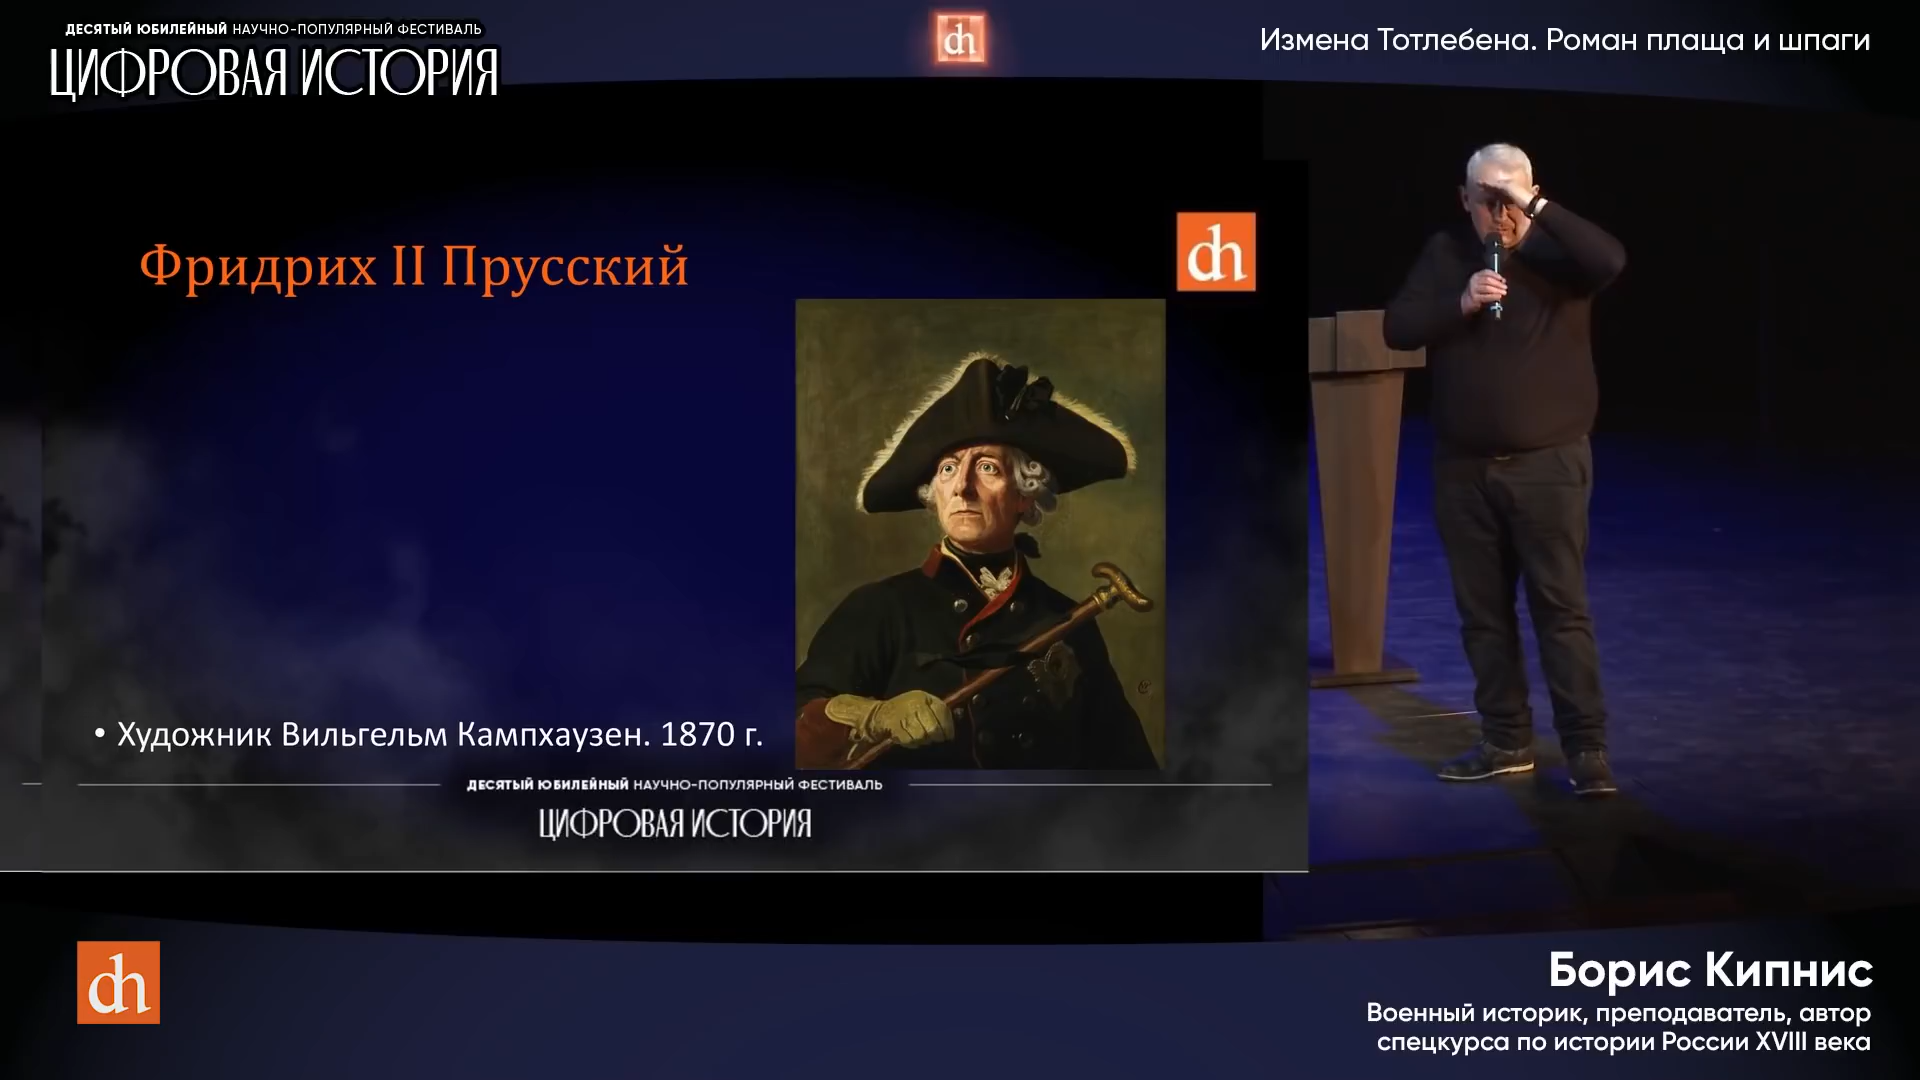 ДЕСЯТЫЙ ЮБИЛЕЙНЫЙ НАУЧНО-ПОПУЛЯРНЫЙ ФЕСТИВАЛЬ
ЦИФРОВАЯ ИСТОРИЯ
dh
Измена Тотлебена. Роман плаща и шпаги
dh
Фридрих II Прусский
• Художник Вильгельм Кампхаузен. 1870 г.
ДЕСЯТЫЙ ЮБИЛЕЙНЫЙ НАУЧНО-ПОПУЛЯРНЫЙ ФЕСТИВАЛЬ
ЦИФРОВАЯ ИСТОРИЯ
dh
Борис Кипнис
Военный историк, преподаватель, автор
спецкурса по истории России XVIII века